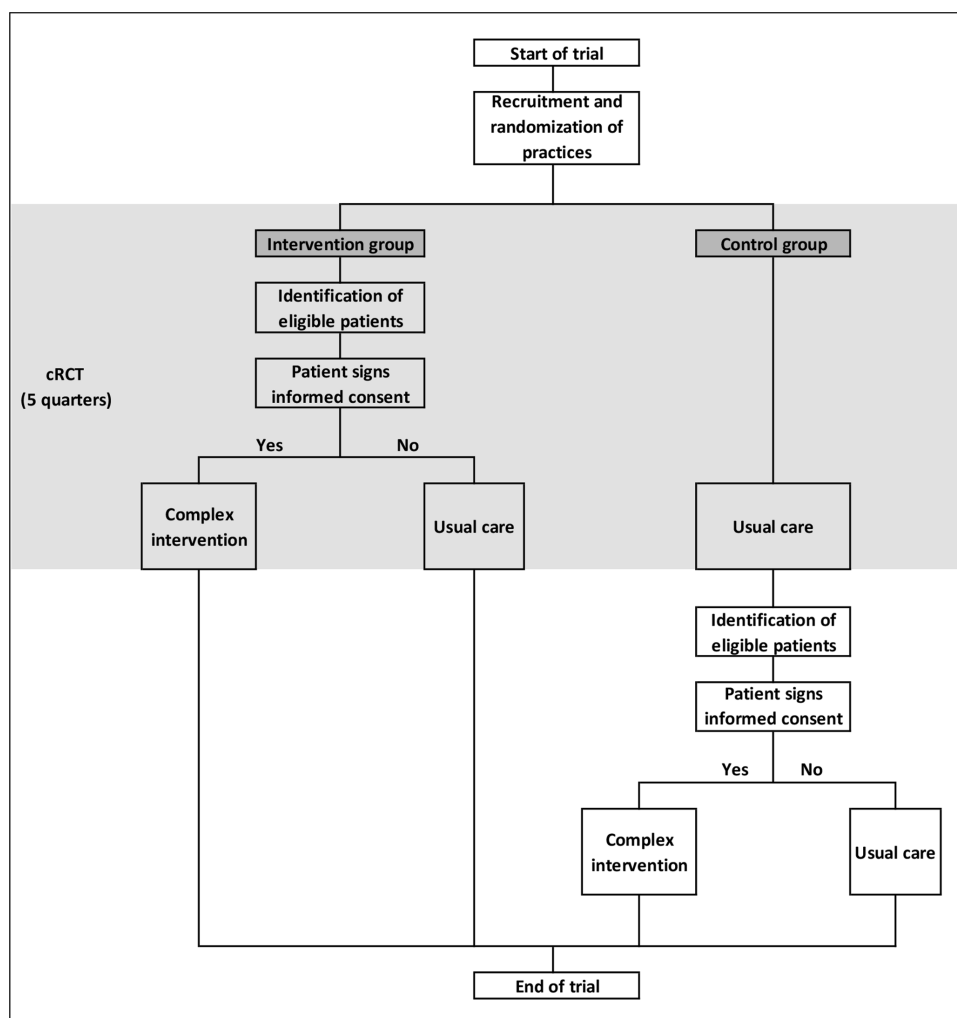 Start of trial
Recruitment and
randomization of
practices
Intervention group
Control group
Identification of
eligible patients
Patient signs
informed consent
cRCT
(5 quarters)
Yes
No
Complex
intervention
Usual care
Usual care
Identification of
eligible patients
Patient signs
informed consent
Yes
No
Complex
intervention
Usual care
End of trial